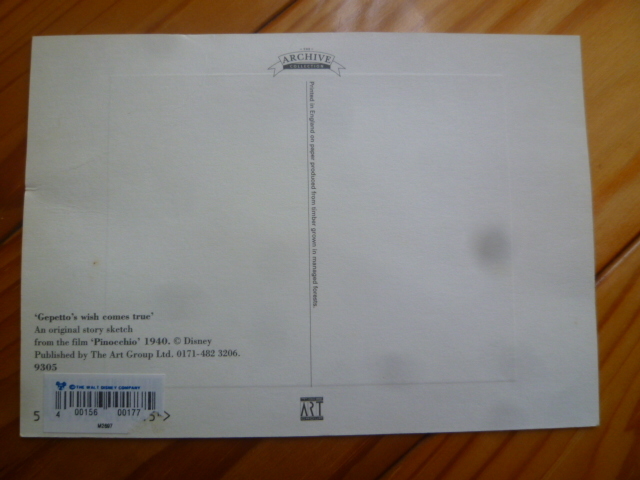 THE
ARCHIVE
COLLECTION
Printed in England on paper produced from timber grown in managed forests.
'Gepetto's wish comes true'
An original story sketch
from the film 'Pinocchio' 1940. © Disney
Published by The Art Group Ltd. 0171-482 3206.
9305
© THE WALT DISNEY COMPANY
5
4 00156 00177
5 >
ART